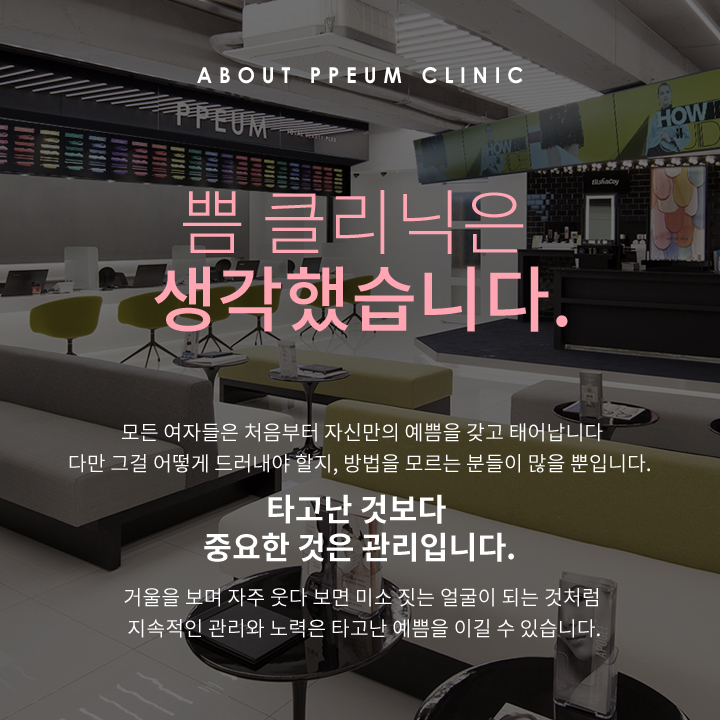 ABOUT PPEUM CLINIC
PPEUM
HOW
쁨 클리닉은
생각했습니다.
모든 여자들은 처음부터 자신만의 예쁨을 갖고 태어납니다
다만 그걸 어떻게 드러내야 할지, 방법을 모르는 분들이 많을 뿐입니다.
타고난 것보다
중요한 것은 관리입니다.
거울을 보며 자주 웃다 보면 미소 짓는 얼굴이 되는 것처럼
지속적인 관리와 노력은 타고난 예쁨을 이길 수 있습니다.